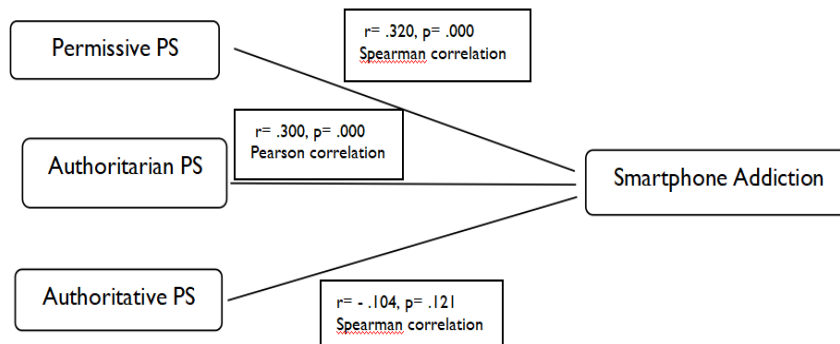 Permissive PS
r= .320, p= .000
Spearman correlation
r= .300, p= .000
Pearson correlation
Authoritarian PS
Smartphone Addiction
Authoritative PS
r= - .104, p= .121
Spearman correlation